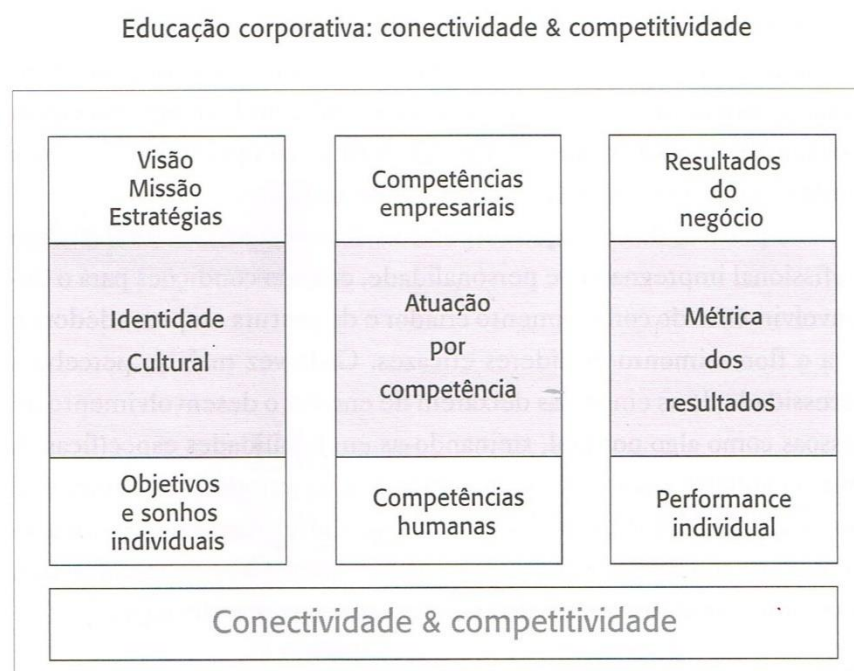 Educação corporativa: conectividade & competitividade
Visão
Missão
Estratégias
Identidade
Cultural
Objetivos
e sonhos
individuais
Competências
empresariais
Atuação
por
competência
Competências
humanas
Resultados
do
negócio
Métrica
dos
resultados
Performance
individual
Conectividade & competitividade